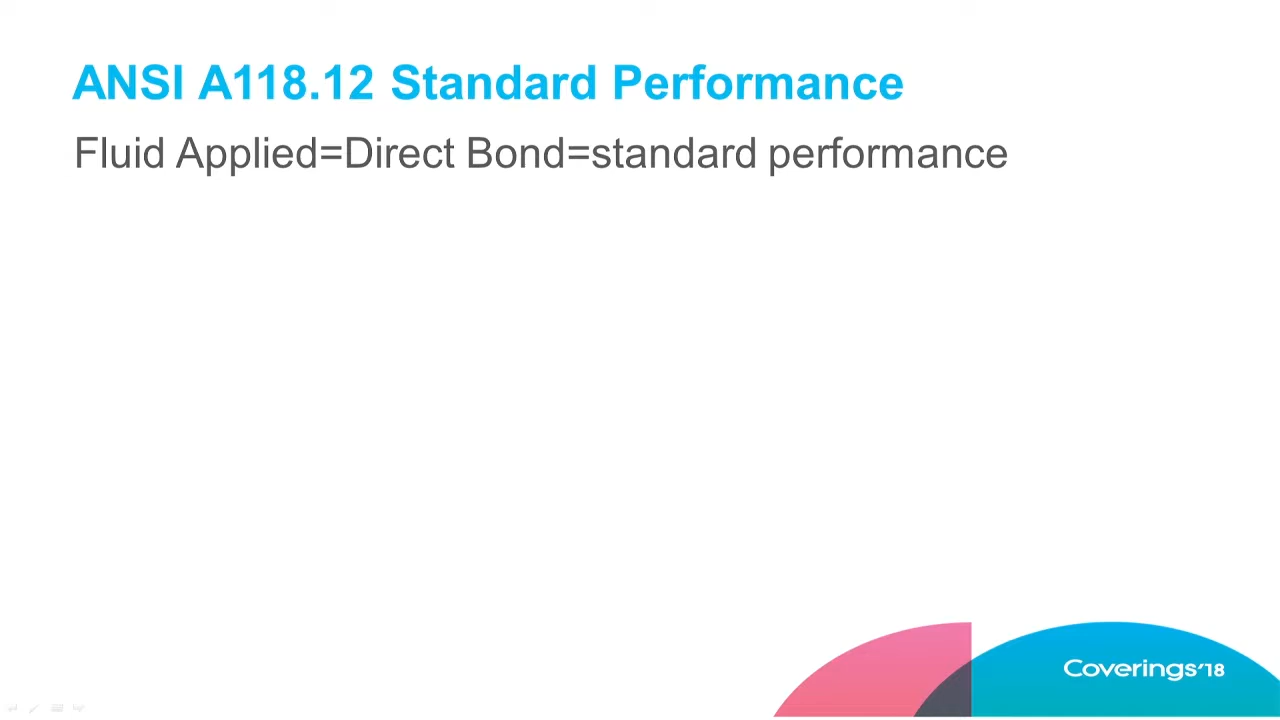 ANSI A118.12 Standard Performance
Fluid Applied=Direct Bond=standard performance
Coverings'18